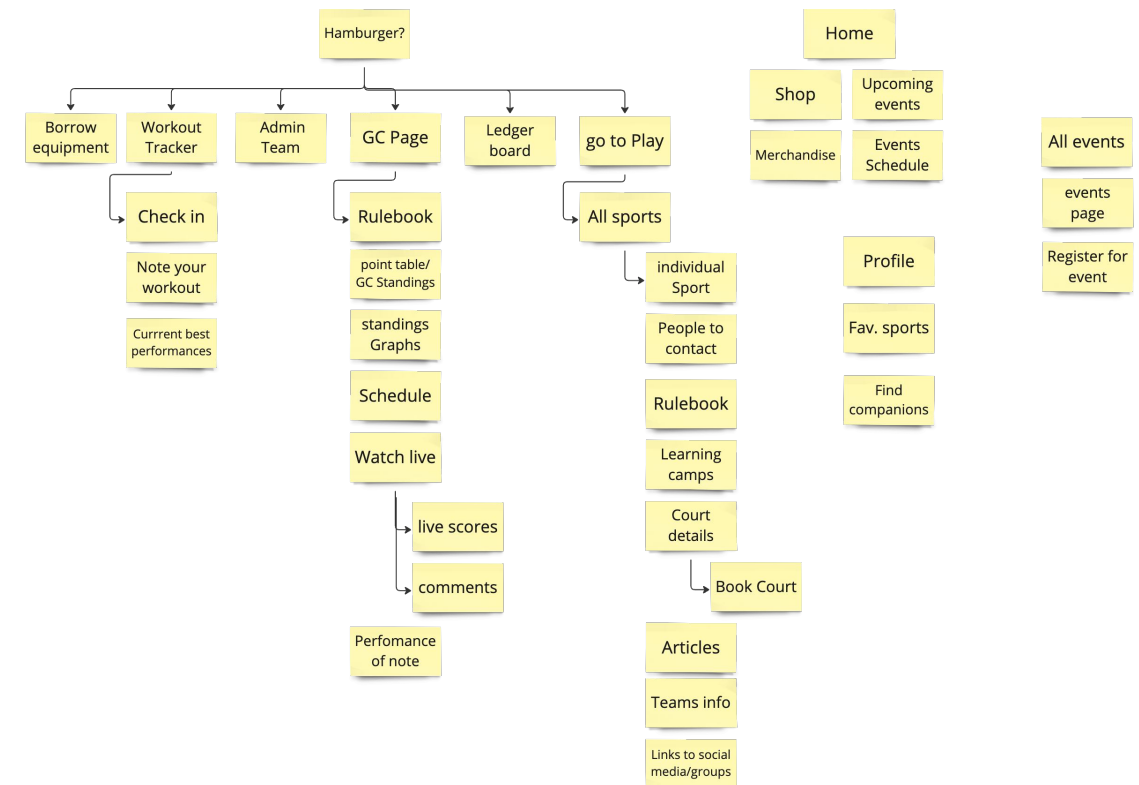 Hamburger?
Borrow
equipment
Workout
Tracker
Check in
Note your
workout
Currrent best
performances
Admin
Team
GC Page
Rulebook
point table/
GC Standings
standings
Graphs
Schedule
Watch live
live scores
comments
Perfomance
of note
Ledger
board
go to Play
All sports
individual
Sport
People to
contact
Rulebook
Learning
camps
Court
details
Book Court
Articles
Teams info
Links to social
media/groups
Home
Shop
Merchandise
Upcoming
events
Events
Schedule
Profile
Fav. sports
Find
companions
All events
events
page
Register for
event